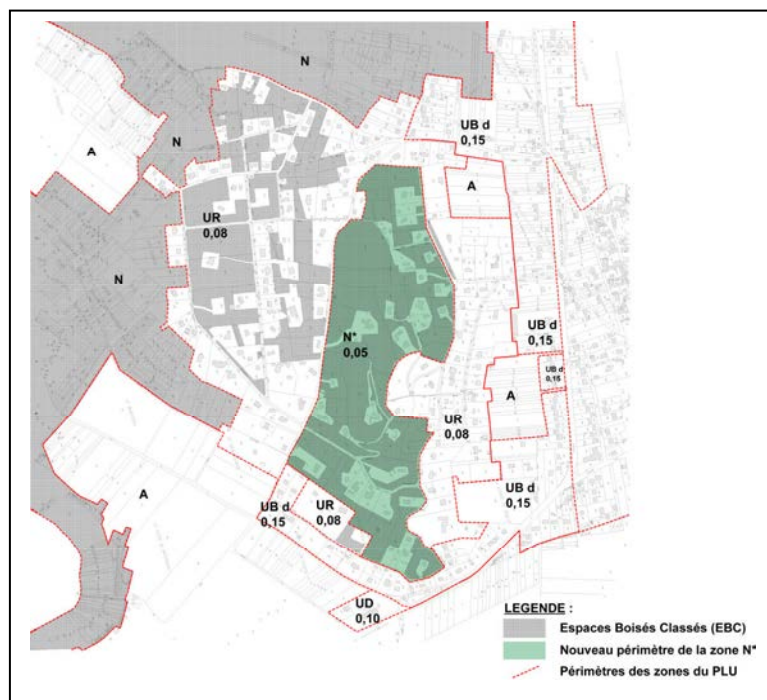 N
N
A
UB d
0,15
A
UR
0,08
N
N*
0,05
UB d
0,15
UB d
0,15
A
UR
0,08
A
UB d
0,15
UR
0,08
UB d
0,15
UD
0,10
LEGENDE :
Espaces Boisés Classés (EBC)
Nouveau périmètre de la zone N*
Périmètres des zones du PLU